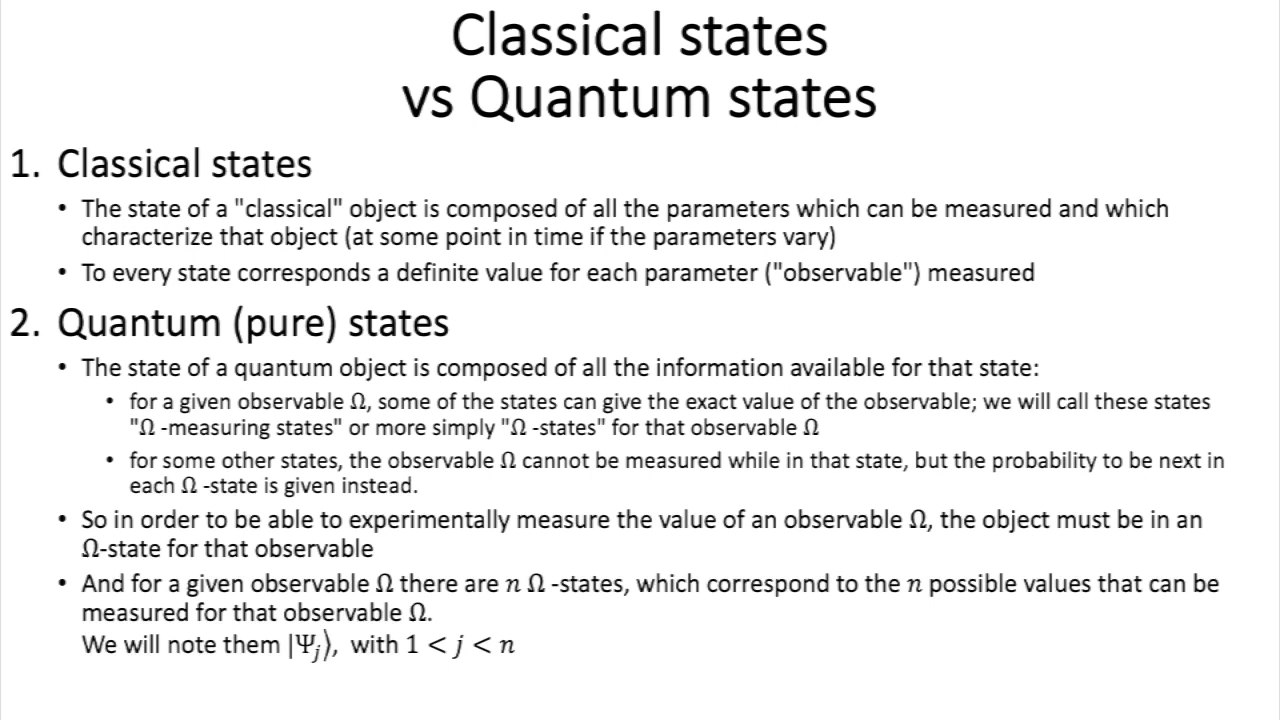 Classical states
vs Quantum states
1. Classical states
• The state of a "classical" object is composed of all the parameters which can be measured and which
characterize that object (at some point in time if the parameters vary)
• To every state corresponds a definite value for each parameter ("observable") measured
2. Quantum (pure) states
• The state of a quantum object is composed of all the information available for that state:
• for a given observable Ω, some of the states can give the exact value of the observable; we will call these states
"Ω -measuring states" or more simply "Ω -states" for that observable Ω
• for some other states, the observable Ω cannot be measured while in that state, but the probability to be next in
each Ω -state is given instead.
• So in order to be able to experimentally measure the value of an observable Ω, the object must be in an
Ω-state for that observable
• And for a given observable Ω there are n Ω -states, which correspond to the n possible values that can be
measured for that observable Ω.
We will note them |Ψⱼ⟩, with 1 < j < n